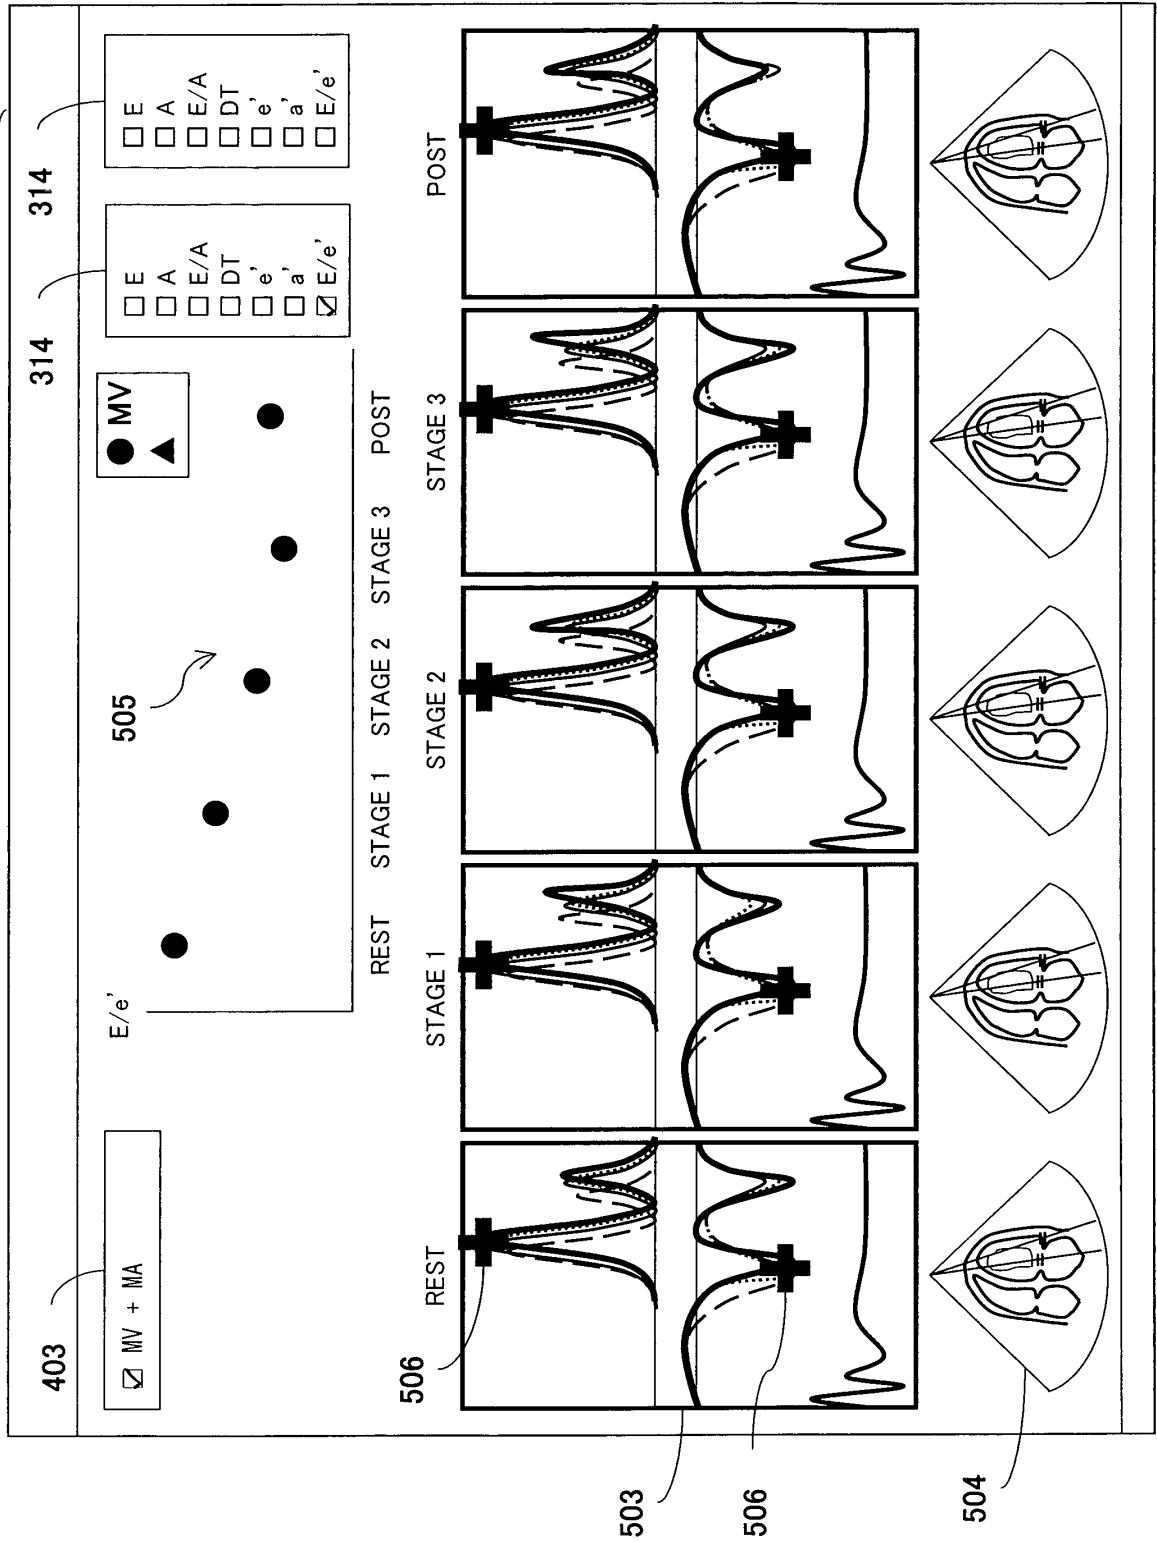 403
☑ MV + MA
E/e'
505
● MV
▲
314
□ E
□ A
□ E/A
□ DT
□ e'
□ a'
☑ E/e'
314
□ E
□ A
□ E/A
□ DT
□ e'
□ a'
□ E/e'
REST STAGE 1 STAGE 2 STAGE 3 POST
506
REST STAGE 1 STAGE 2 STAGE 3 POST
503
506
504